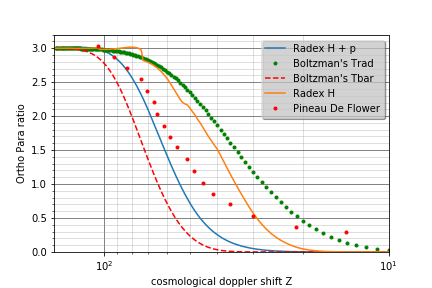 3.0
2.5
2.0
1.5
1.0
0.5
0.0
Ortho Para ratio
Radex H + p
Boltzman's Trad
Boltzman's Tbar
Radex H
Pineau De Flower
10²
10¹
cosmological doppler shift Z